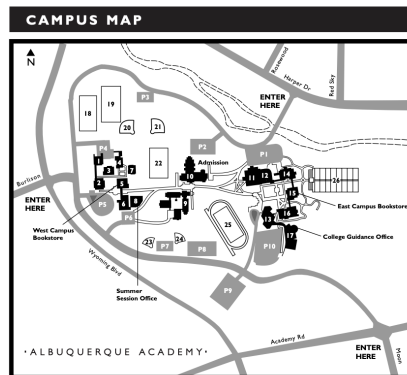 CAMPUS MAP
N
Rosewood
Harper Dr
Red Sky
ENTER
HERE
P3
19
18
20
21
P2
P4
22
Admission
P1
3
7
10
11
12
14
26
Burlison
2
5
15
ENTER
HERE
P5
6
8
9
East Campus Bookstore
P6
25
13
16
West Campus
Bookstore
College Guidance Office
23
24
17
P7
P8
P10
Wyoming Blvd
Summer
Session Office
P9
Academy Rd
ENTER
HERE
Moon
·ALBUQUERQUE ACADEMY·